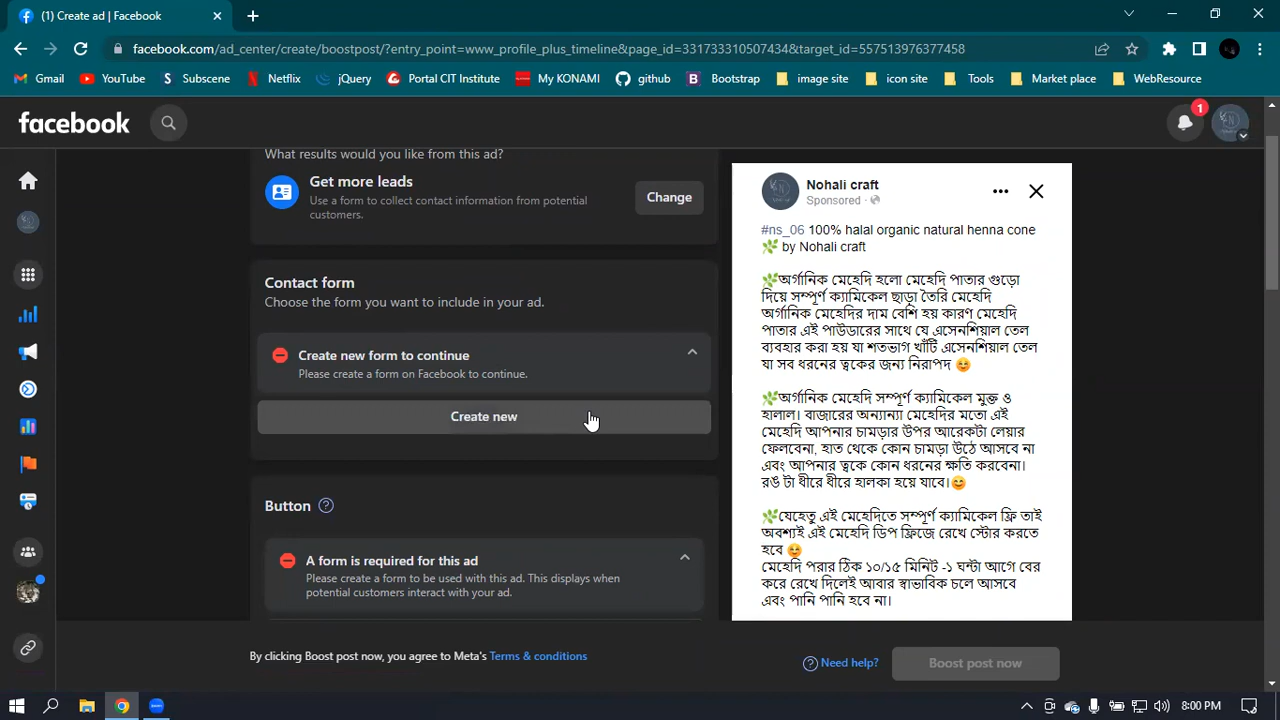 (1) Create ad | Facebook
facebook.com/ad_center/create/boostpost/?entry_point=www_profile_plus_timeline&page_id=331733310507434&target_id=557513976377458
Gmail YouTube Subscene Netflix jQuery Portal CIT Institute My KONAMI github Bootstrap image site icon site Tools Market place WebResource
facebook
1
What results would you like from this ad?
Get more leads
Use a form to collect contact information from potential
customers.
Change
Contact form
Choose the form you want to include in your ad.
Create new form to continue
Please create a form on Facebook to continue.
Create new
Button
A form is required for this ad
Please create a form to be used with this ad. This displays when
potential customers interact with your ad.
Nohali craft
Sponsored
#ns_06 100% halal organic natural henna cone
🌿 by Nohali craft
🌿অর্গানিক মেহেদি হলো মেহেদি পাতার গুড়ো
দিয়ে সম্পূর্ণ ক্যামিকেল ছাড়া তৈরি মেহেদি
অর্গানিক মেহেদির দাম বেশি হয় কারণ মেহেদি
পাতার এই পাউডারের সাথে যে এসেনশিয়াল তেল
ব্যবহার করা হয় যা শতভাগ খাঁটি এসেনশিয়াল তেল
যা সব ধরনের ত্বকের জন্য নিরাপদ 😊
🌿অর্গানিক মেহেদি সম্পূর্ণ ক্যামিকেল মুক্ত ও
হালাল। বাজারের অন্যান্য মেহেদির মতো এই
মেহেদি আপনার চামড়ার উপর আরেকটা লেয়ার
ফেলবেনা, হাত থেকে কোন চামড়া উঠে আসবে না
এবং আপনার ত্বকে কোন ধরনের ক্ষতি করবেনা।
রঙ টা ধীরে ধীরে হালকা হয়ে যাবে।😊
🌿যেহেতু এই মেহেদিতে সম্পূর্ণ ক্যামিকেল ফ্রি তাই
অবশ্যই এই মেহেদি ডিপ ফ্রিজে রেখে স্টোর করতে
হবে 😊
মেহেদি পরার ঠিক ১০/১৫ মিনিট -১ ঘন্টা আগে বের
করে রেখে দিলেই আবার স্বাভাবিক চলে আসবে
এবং পানি পানি হবে না।
By clicking Boost post now, you agree to Meta's Terms & conditions
Need help?
Boost post now
8:00 PM